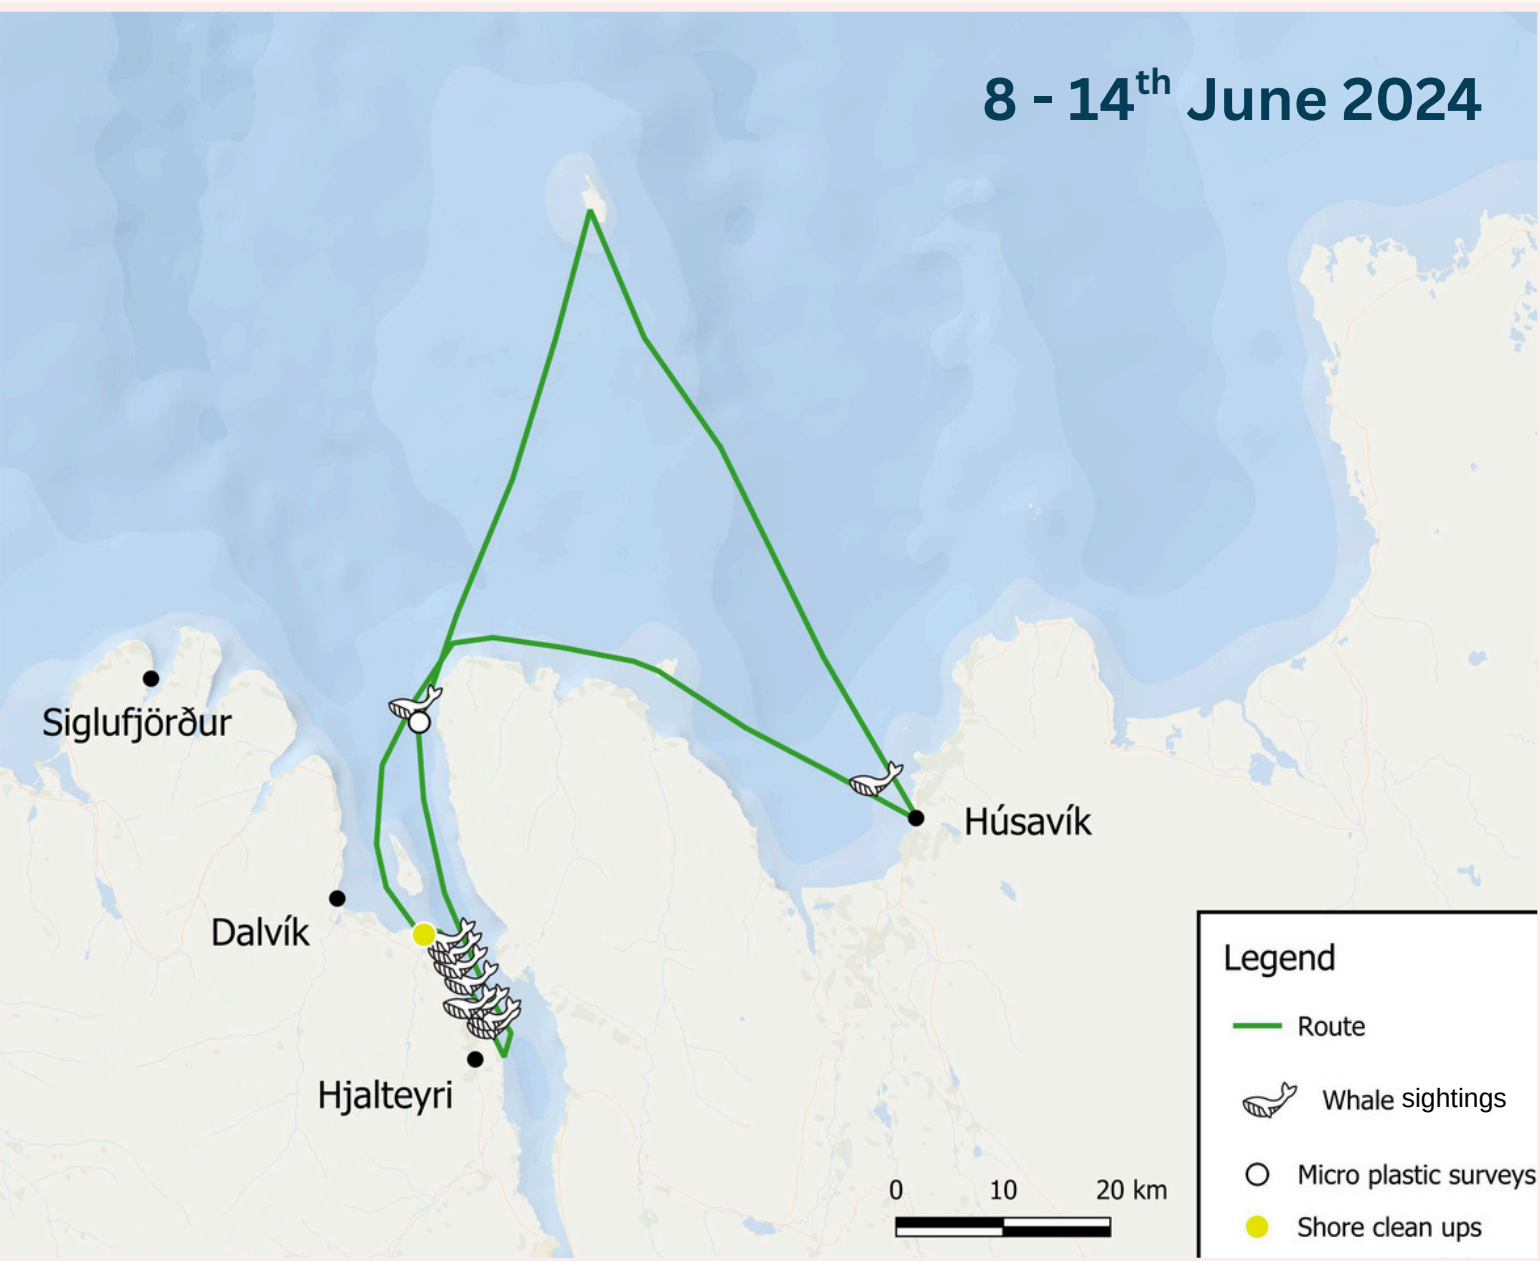 8 - 14th June 2024
Siglufjörður
Húsavík
Dalvík
Hjalteyri
Legend
Route
Whale sightings
Micro plastic surveys
Shore clean ups
0 10 20 km